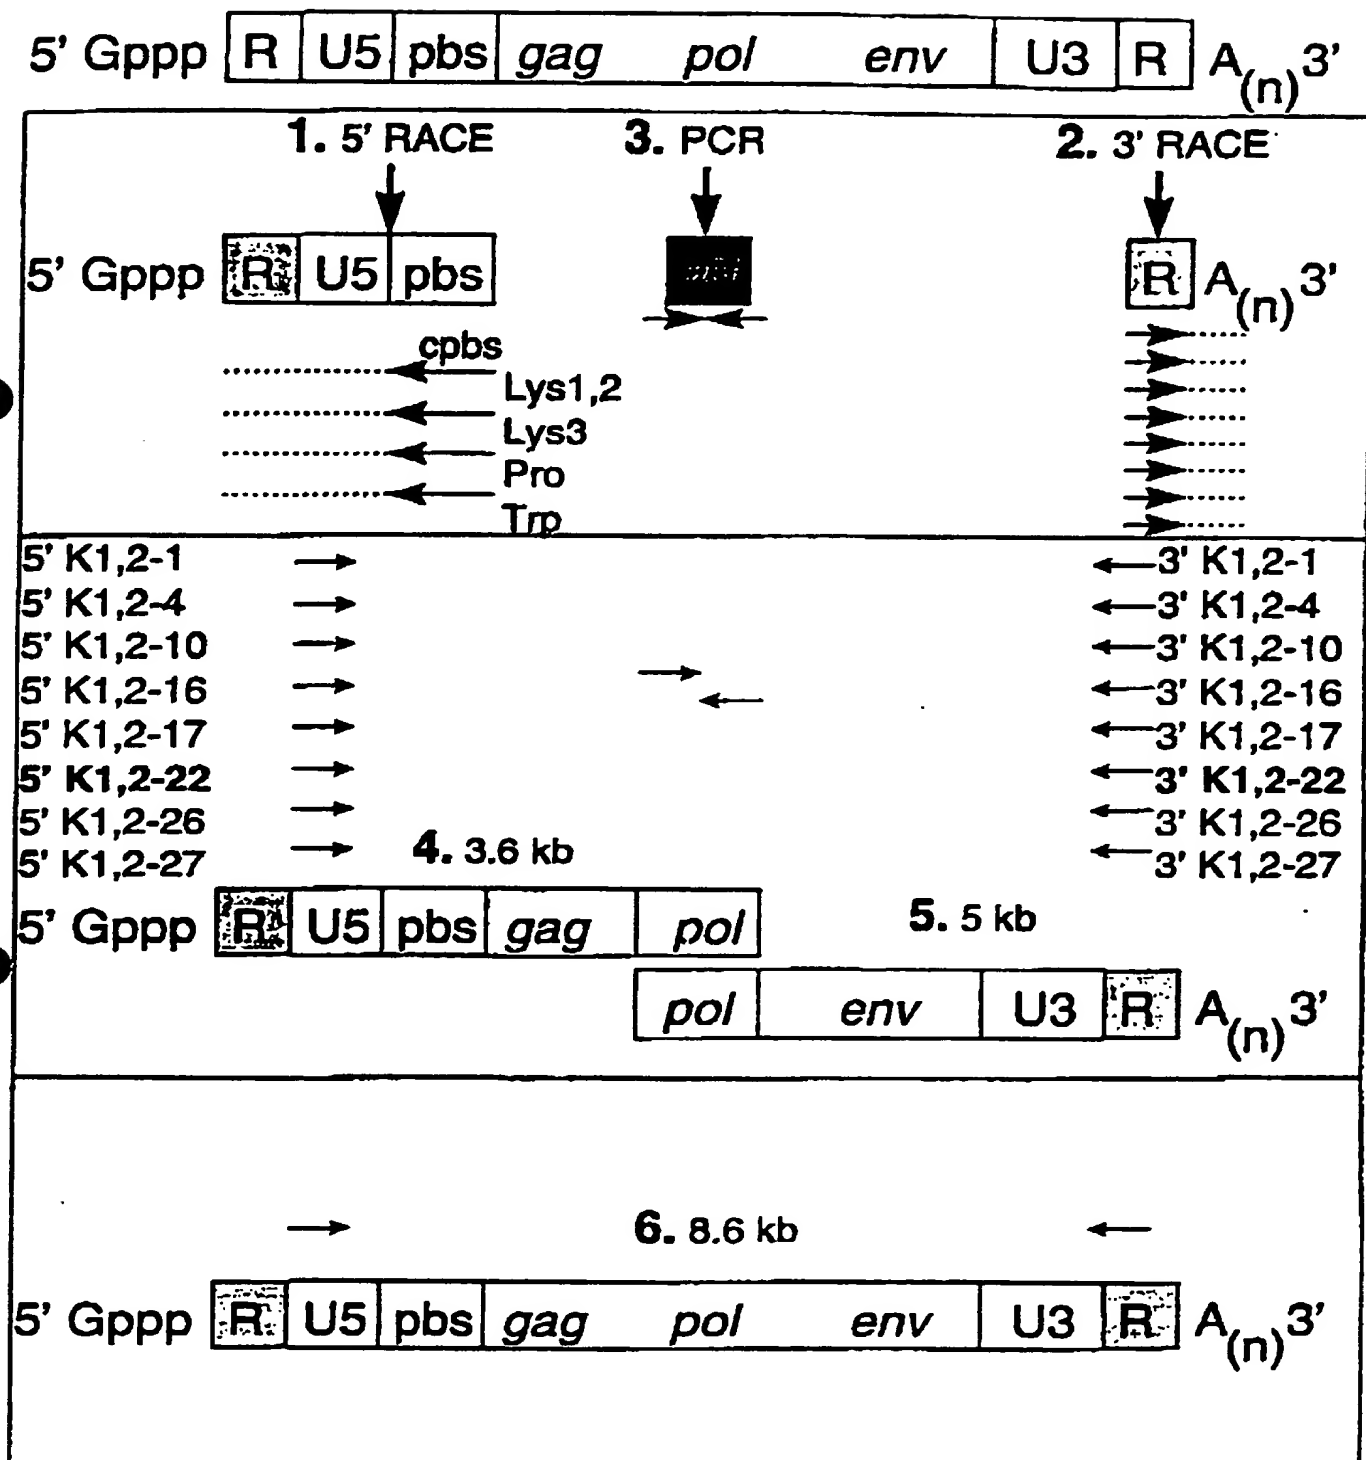 5' Gppp R U5 pbs gag pol env U3 R A(n)3'
1. 5' RACE 3. PCR 2. 3' RACE
5' Gppp R U5 pbs R A(n)3'
cpbs
Lys1,2
Lys3
Pro
Trp
5' K1,2-1 3' K1,2-1
5' K1,2-4 3' K1,2-4
5' K1,2-10 3' K1,2-10
5' K1,2-16 3' K1,2-16
5' K1,2-17 3' K1,2-17
5' K1,2-22 3' K1,2-22
5' K1,2-26 3' K1,2-26
5' K1,2-27 3' K1,2-27
4. 3.6 kb
5' Gppp R U5 pbs gag pol
5. 5 kb
pol env U3 R A(n)3'
6. 8.6 kb
5' Gppp R U5 pbs gag pol env U3 R A(n)3'